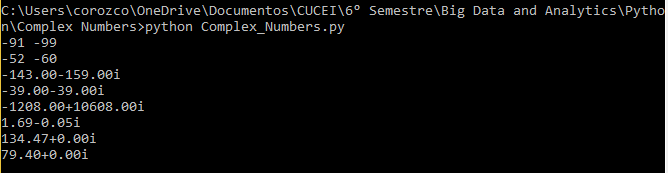 C:\Users\corozco\OneDrive\Documentos\CUCEI\6º Semestre\Big Data and Analytics\Pytho
n\Complex Numbers>python Complex_Numbers.py
-91 -99
-52 -60
-143.00-159.00i
-39.00-39.00i
-1208.00+10608.00i
1.69-0.05i
134.47+0.00i
79.40+0.00i